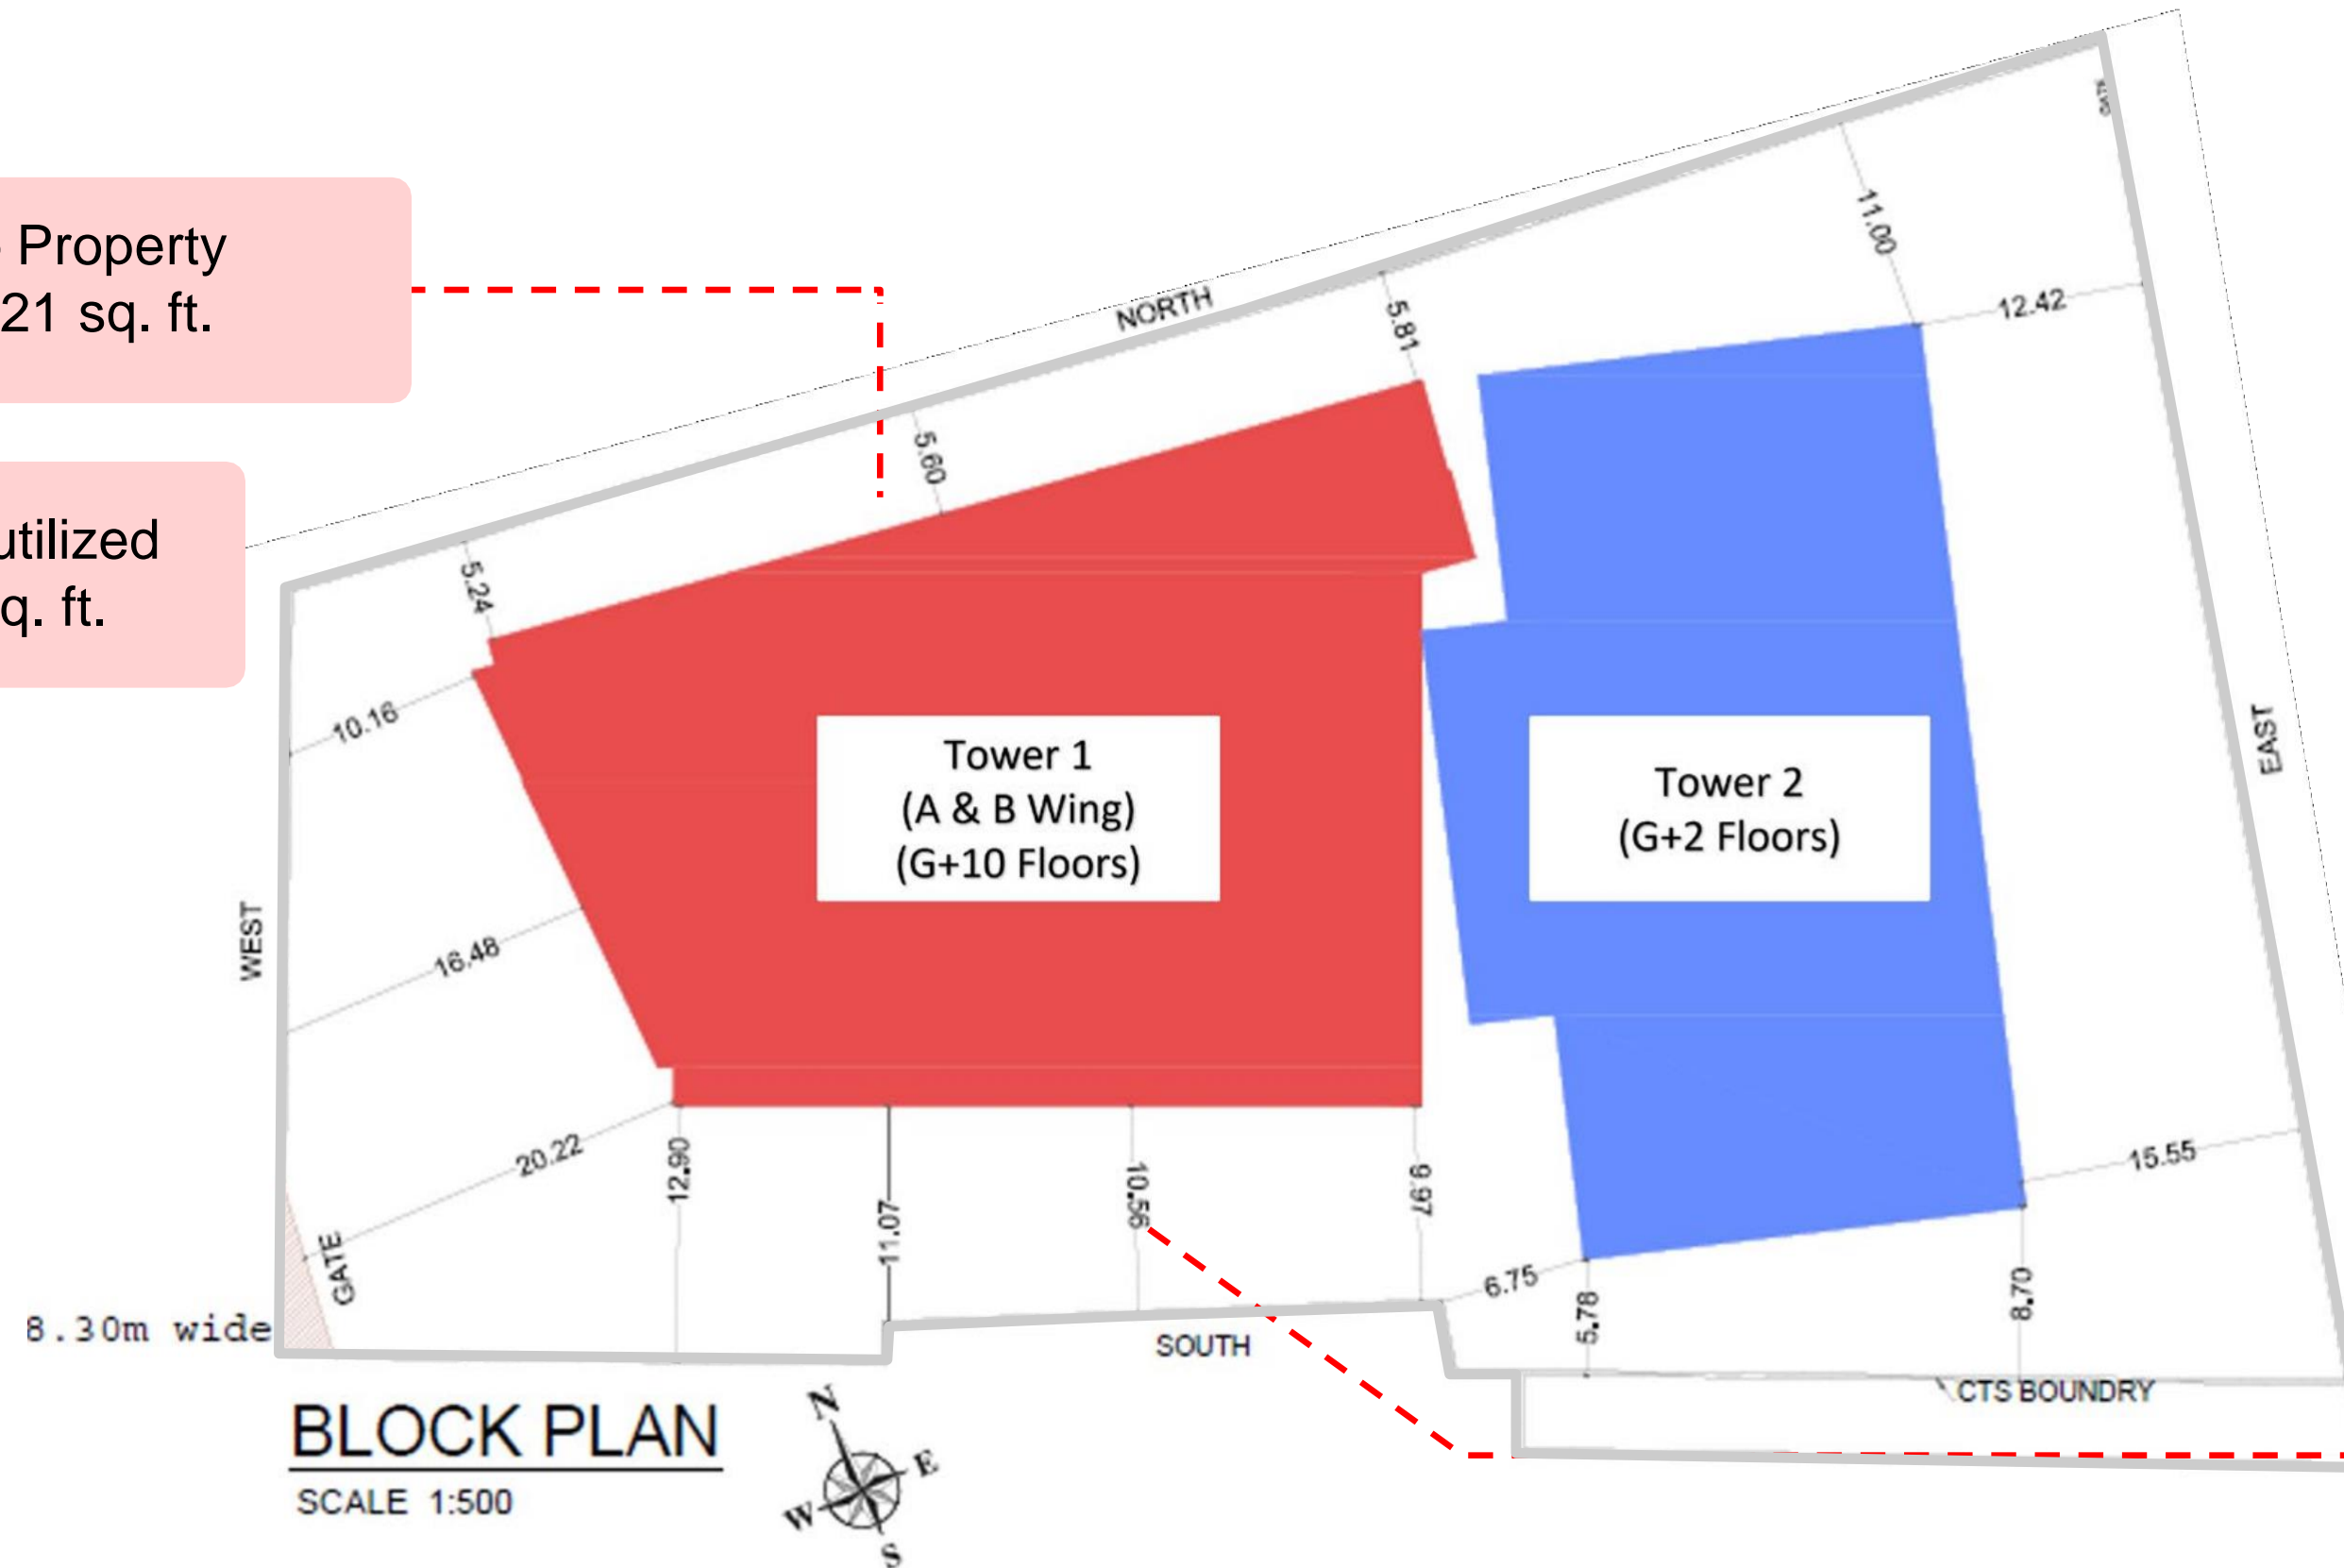 Property
21 sq. ft.
utilized
q. ft.
NORTH
11.00
12.42
5.81
5.60
5.24
10.16
Tower 1
(A & B Wing)
(G+10 Floors)
Tower 2
(G+2 Floors)
EAST
WEST
16.48
20.22
12.90
11.07
10.56
9.97
15.55
6.75
5.78
8.70
GATE
8.30m wide
SOUTH
CTS BOUNDRY
BLOCK PLAN
SCALE 1:500
N
E
W
S